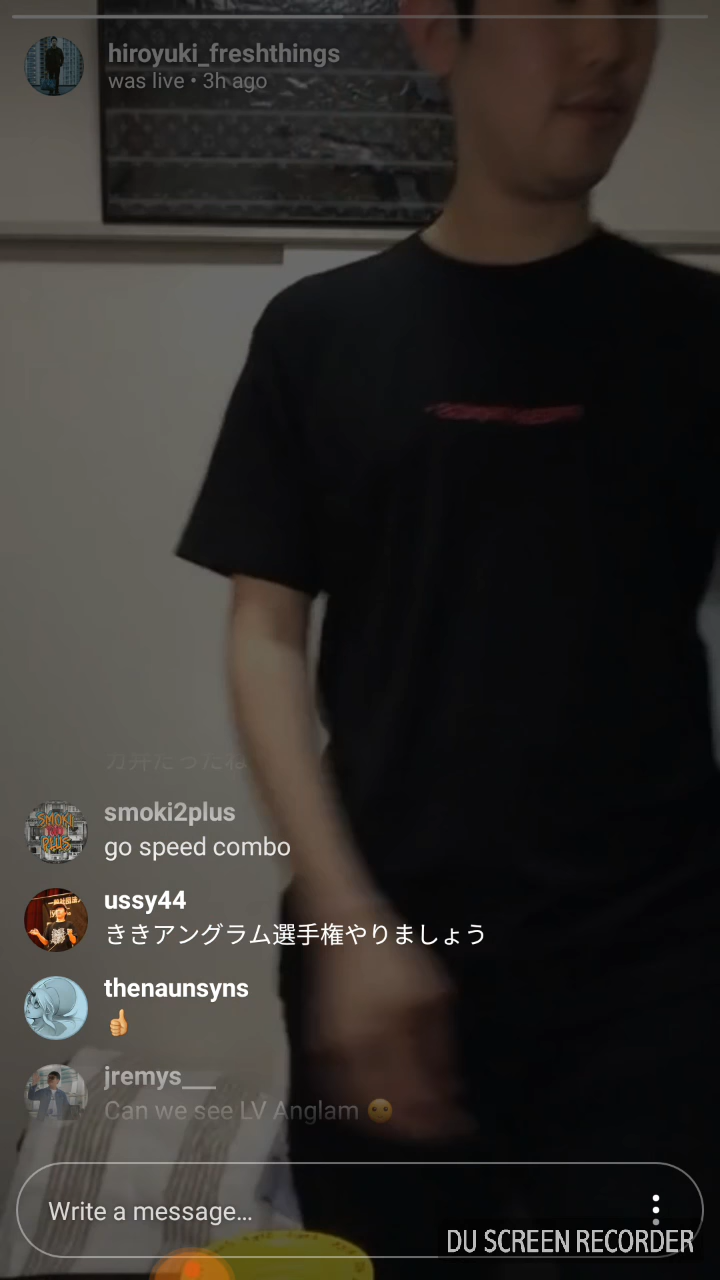 hiroyuki_freshthings
was live • 3h ago
smoki2plus
go speed combo
ussy44
ききアングラム選手権やりましょう
thenaunsyns
👍
jremys___
Can we see LV Anglam 🙁
Write a message...
DU SCREEN RECORDER